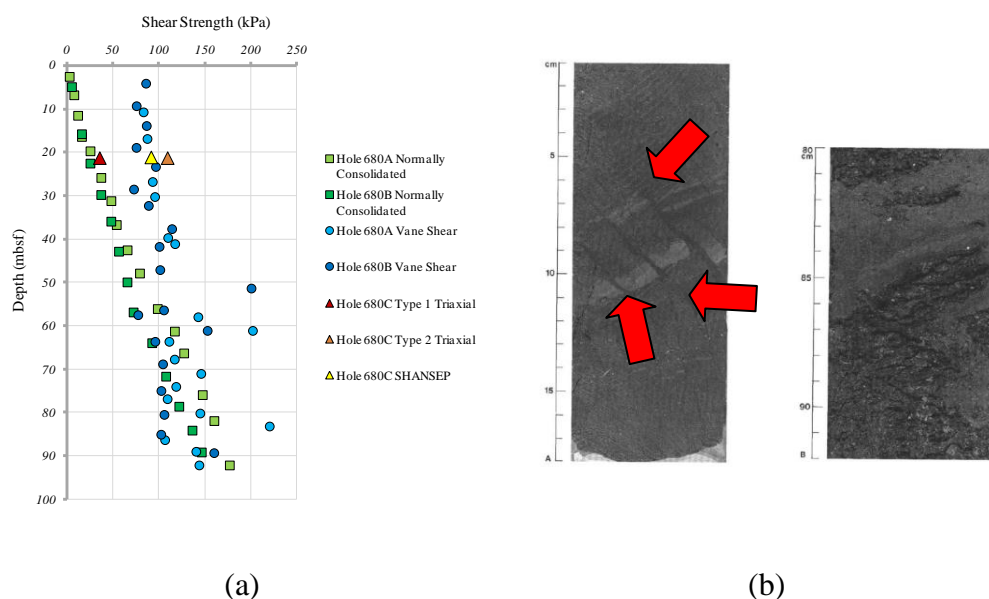 Shear Strength (kPa)
0 50 100 150 200 250
0
10
20
30
40
50
60
70
80
90
100
Depth (mbsf)
Hole 680A Normally
Consolidated
Hole 680B Normally
Consolidated
Hole 680A Vane Shear
Hole 680B Vane Shear
Hole 680C Type 1 Triaxial
Hole 680C Type 2 Triaxial
Hole 680C SHANSEP
(a)
cm
5
10
15
A
80
cm
85
90
B
(b)